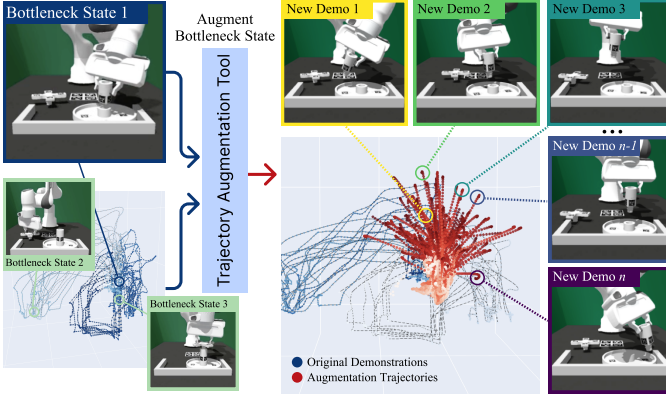 Bottleneck State 1
Augment
Bottleneck State
Trajectory Augmentation Tool
New Demo 1
New Demo 2
New Demo 3
...
New Demo n-1
New Demo n
Bottleneck State 2
Bottleneck State 3
Original Demonstrations
Augmentation Trajectories